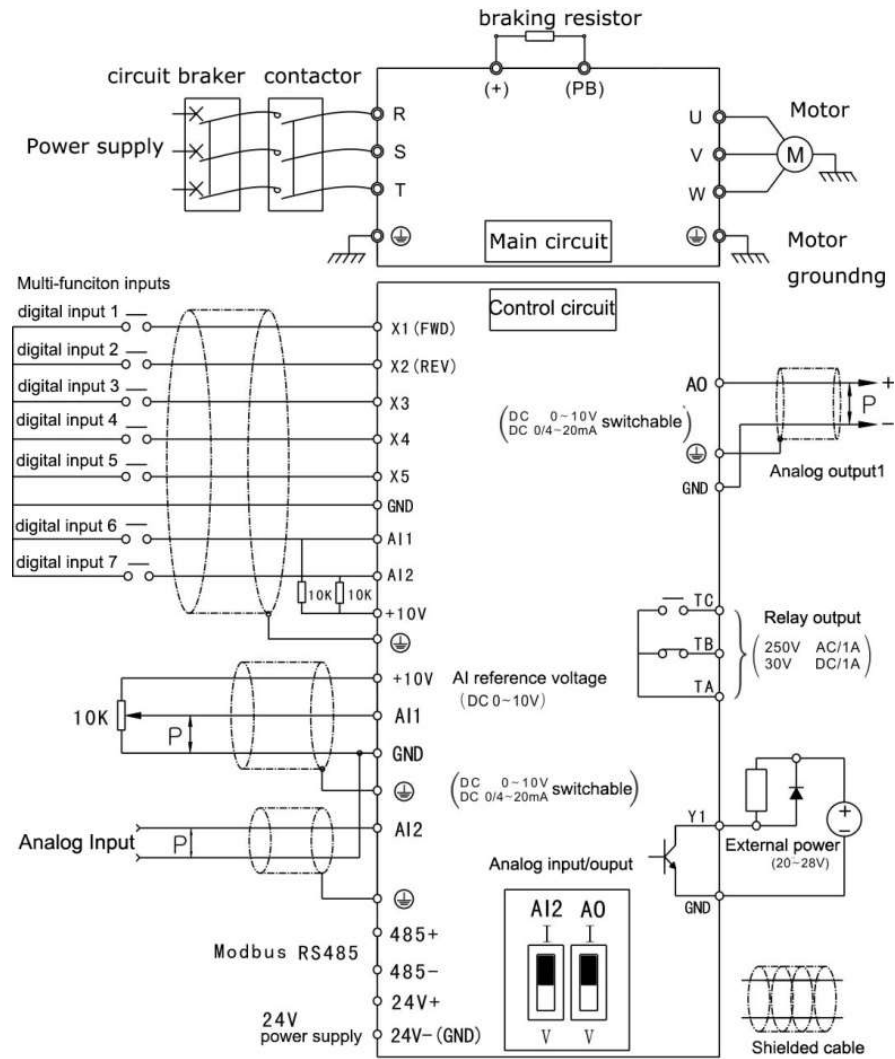 braking resistor
circuit braker contactor
(+) (PB)
R
U
Motor
Power supply
S
V
M
T
W
Main circuit
Motor
groundng
Multi-funciton inputs
Control circuit
digital input 1
X1 (FWD)
digital input 2
X2 (REV)
digital input 3
X3
digital input 4
X4
digital input 5
X5
GND
digital input 6
AI1
digital input 7
AI2
10K 10K
+10V
AO
(DC 0~10V
DC 0/4~20mA switchable)
P
+
-
GND
Analog output1
TC
TB
TA
Relay output
(250V AC/1A
30V DC/1A)
+10V
AI reference voltage
(DC 0~10V)
10K
P
AI1
GND
(DC 0~10V
DC 0/4~20mA switchable)
Analog Input
P
AI2
Y1
External power
(20~28V)
+
-
GND
Analog input/ouput
AI2 AO
I I
V V
Modbus RS485
485+
485-
24V
power supply
24V+
24V- (GND)
Shielded cable